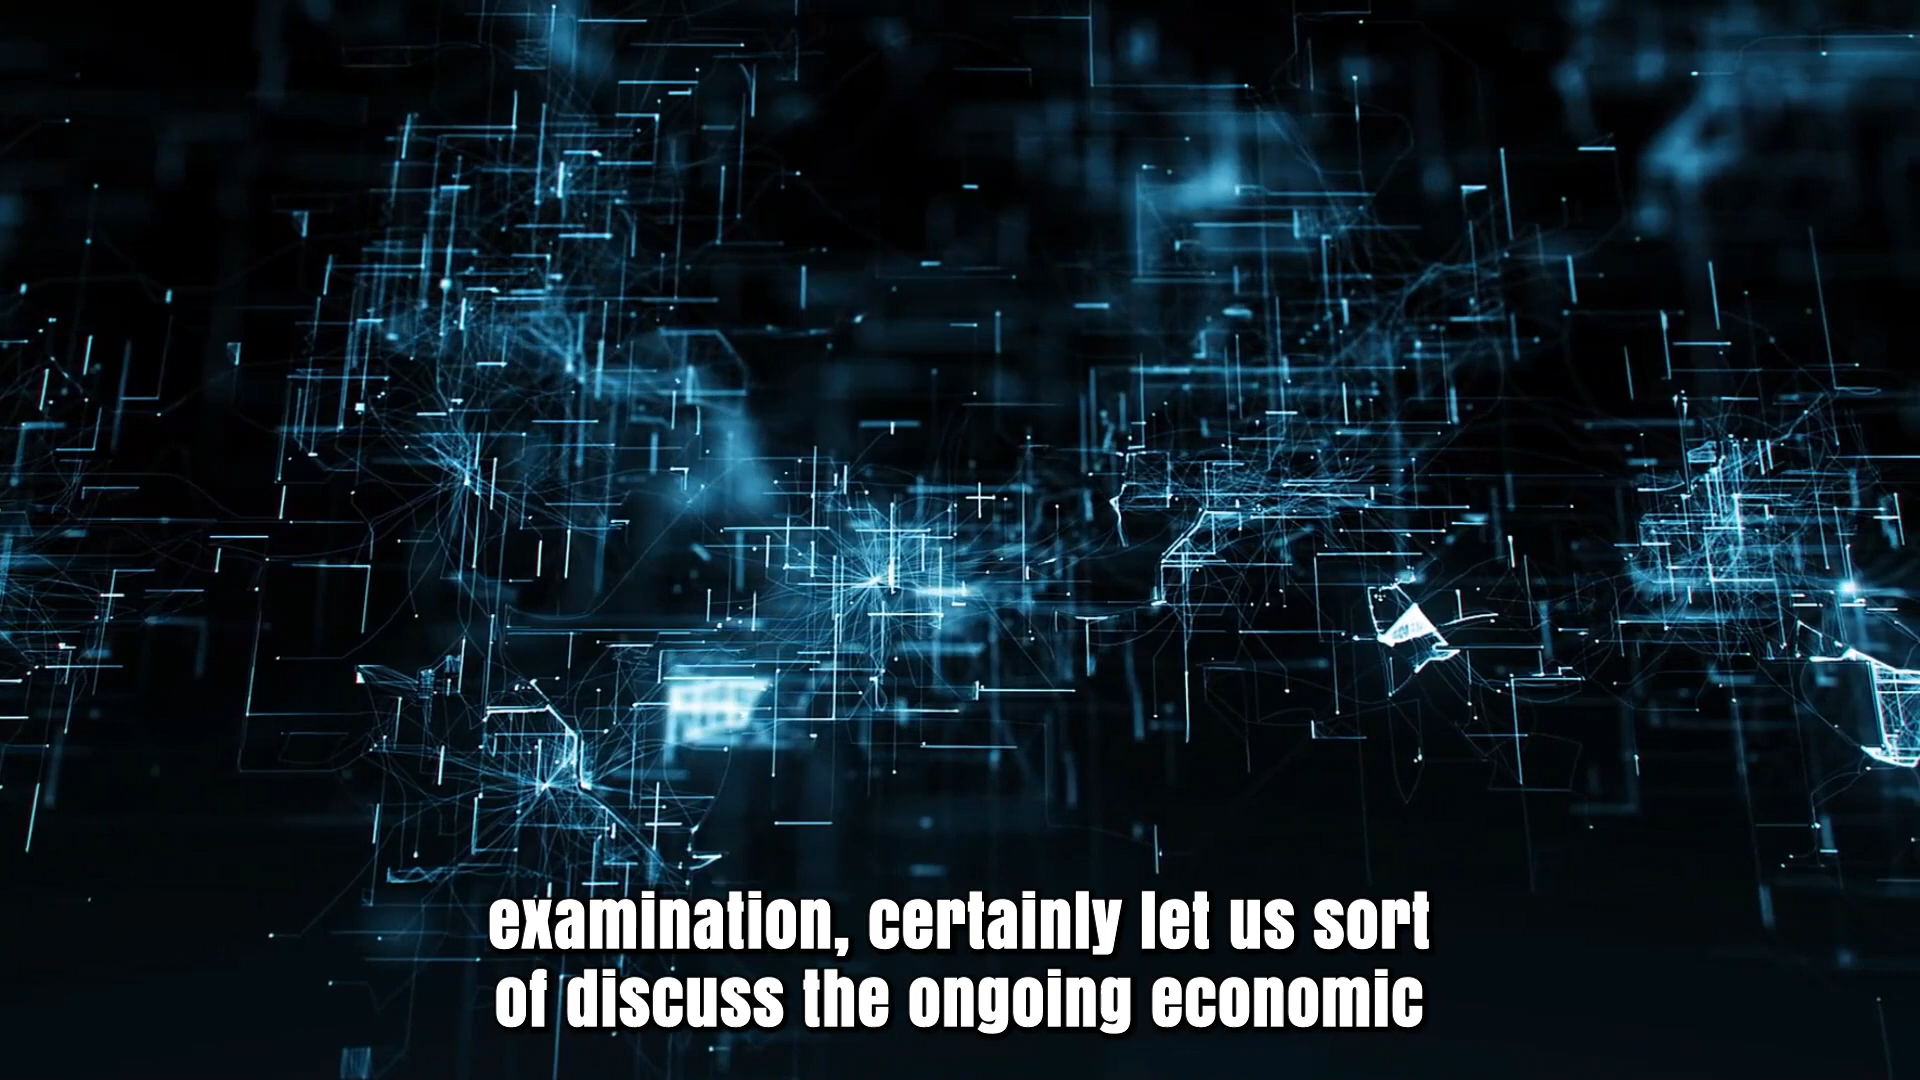 examination, certainly let us sort
of discuss the ongoing economic